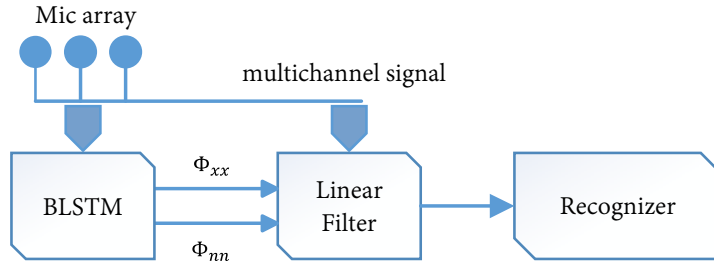 Mic array
multichannel signal
BLSTM
Φxx
Φnn
Linear
Filter
Recognizer